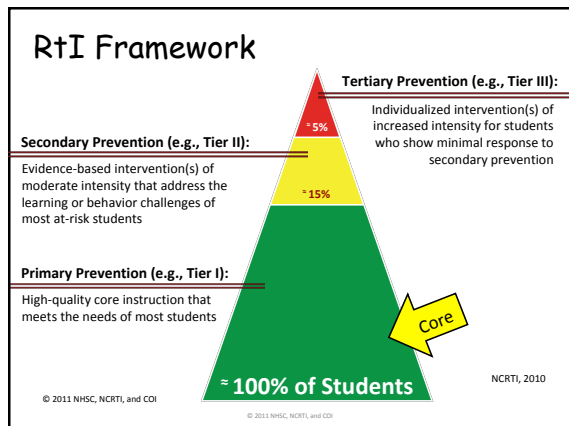 RtI Framework
Tertiary Prevention (e.g., Tier III):
Individualized intervention(s) of
increased intensity for students
who show minimal response to
secondary prevention
≈ 5%
Secondary Prevention (e.g., Tier II):
Evidence-based intervention(s) of
moderate intensity that address the
learning or behavior challenges of
most at-risk students
≈ 15%
Primary Prevention (e.g., Tier I):
High-quality core instruction that
meets the needs of most students
Core
≈ 100% of Students
NCRTI, 2010
© 2011 NHSC, NCRTI, and COI
© 2011 NHSC, NCRTI, and COI